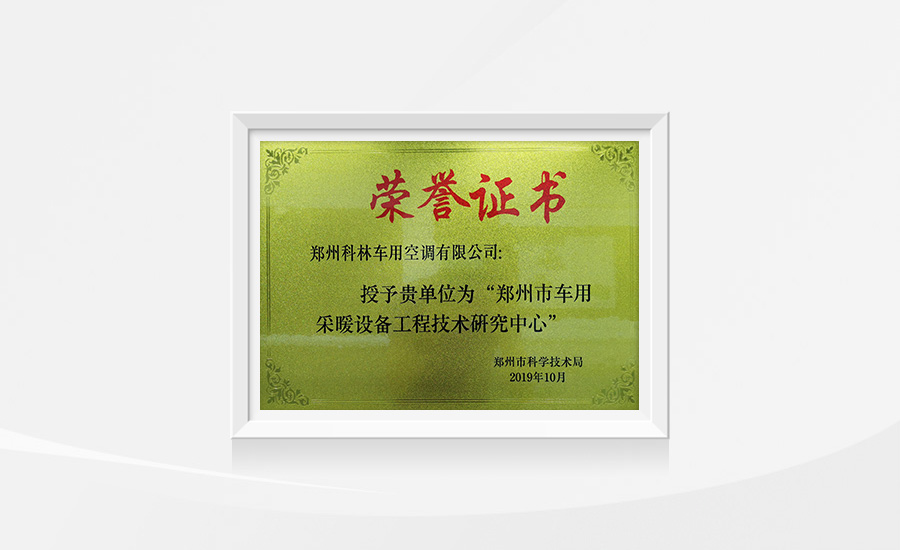 荣誉证书
郑州科林车用空调有限公司:
授予贵单位为“郑州市车用
采暖设备工程技术研究中心”
郑州市科学技术局
2019年10月